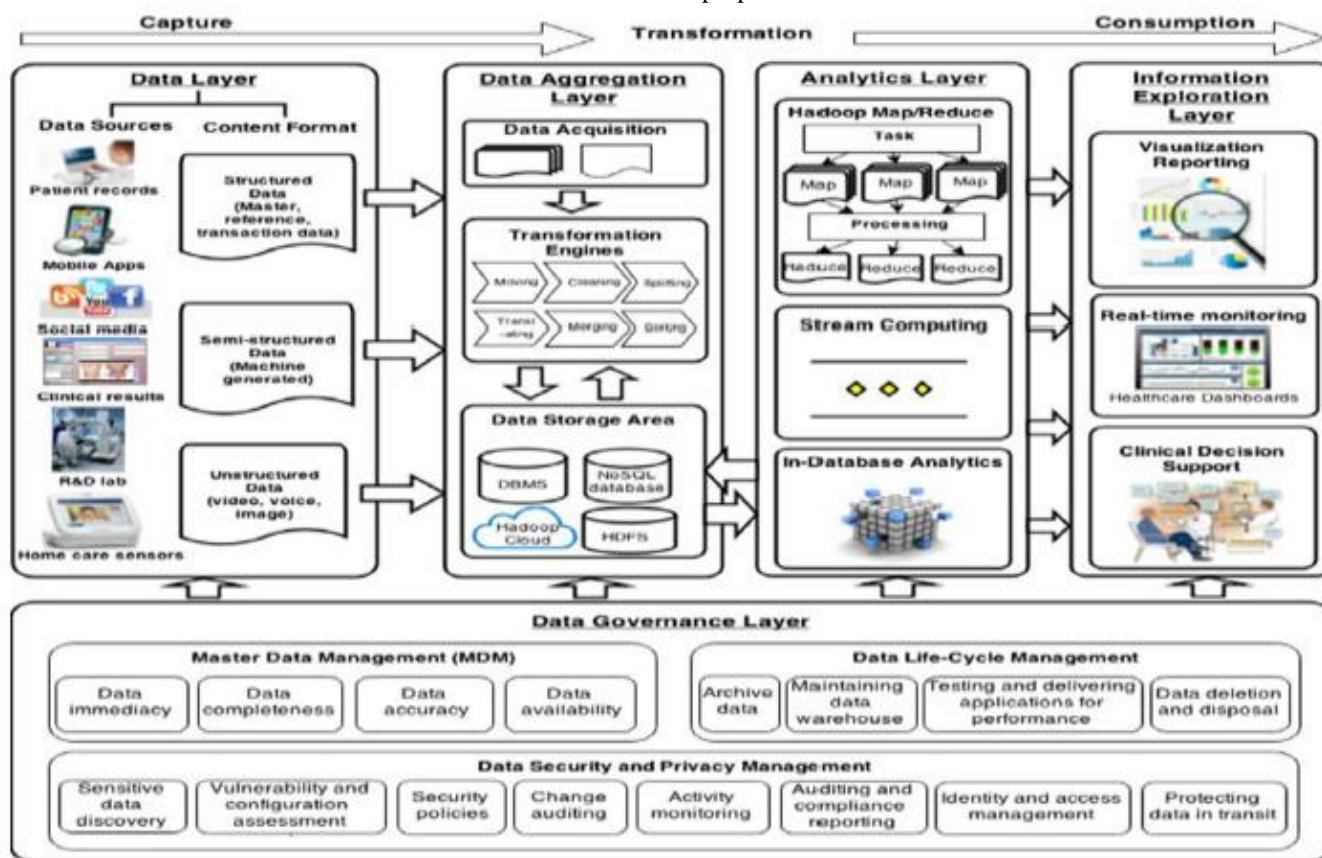 Capture
Transformation
Consumption
Data Layer
Data Sources
Content Format
Patient records
Mobile Apps
You
Tube
Social media
Clinical results
R&D lab
Home care sensors
Structured
Data
(Master,
reference,
transaction data)
Semi-structured
Data
(Machine
generated)
Unstructured
Data
(video, voice,
image)
Data Aggregation
Layer
Data Acquisition
Transformation
Engines
Moving
Cleaning
Splitting
Transl
-ating
Merging
Sorting
Data Storage Area
DBMS
NoSQL
database
Hadoop
Cloud
HDFS
Analytics Layer
Hadoop Map/Reduce
Task
Map
Map
Map
Processing
Reduce
Reduce
Reduce
Stream Computing
In-Database Analytics
Information
Exploration
Layer
Visualization
Reporting
Real-time monitoring
Healthcare Dashboards
Clinical Decision
Support
Data Governance Layer
Master Data Management (MDM)
Data
immediacy
Data
completeness
Data
accuracy
Data
availability
Data Life-Cycle Management
Archive
data
Maintaining
data
warehouse
Testing and delivering
applications for
performance
Data deletion
and disposal
Data Security and Privacy Management
Sensitive
data
discovery
Vulnerability and
configuration
assessment
Security
policies
Change
auditing
Activity
monitoring
Auditing and
compliance
reporting
Identity and access
management
Protecting
data in transit